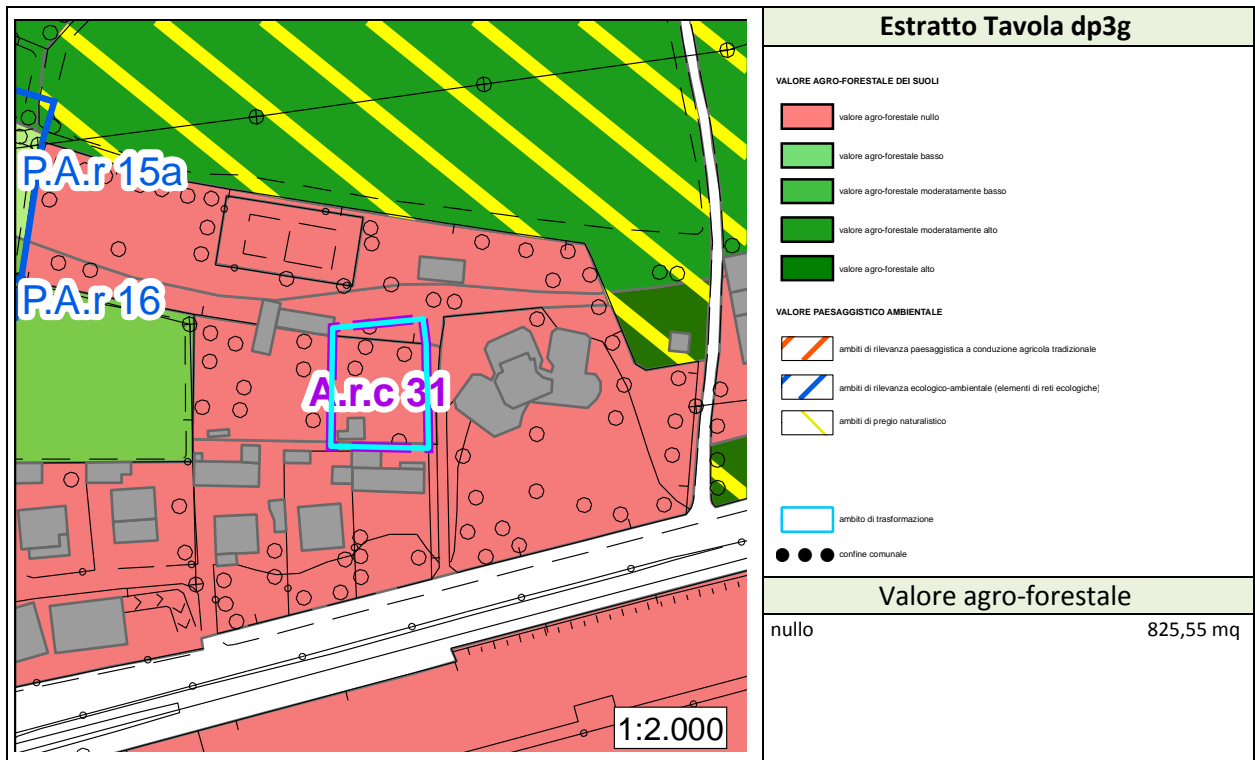 P.A.r 15a
P.A.r 16
A.r.c 31
1:2.000
Estratto Tavola dp3g
VALORE AGRO-FORESTALE DEI SUOLI
valore agro-forestale nullo
valore agro-forestale basso
valore agro-forestale moderatamente basso
valore agro-forestale moderatamente alto
valore agro-forestale alto
VALORE PAESAGGISTICO AMBIENTALE
ambiti di rilevanza paesaggistica a conduzione agricola tradizionale
ambiti di rilevanza ecologico-ambientale (elementi di reti ecologiche)
ambiti di pregio naturalistico
ambito di trasformazione
confine comunale
Valore agro-forestale
nullo 825,55 mq